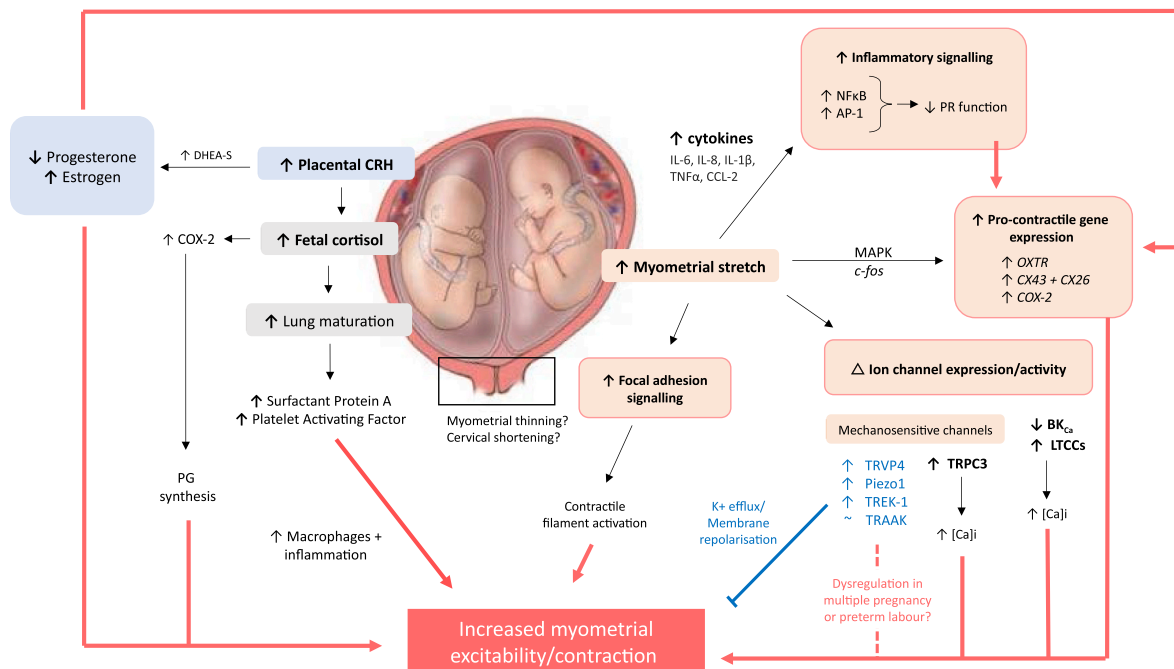 ↓ Progesterone
↑ Estrogen
↑ DHEA-S
↑ Placental CRH
↑ COX-2
↑ Fetal cortisol
↑ Lung maturation
↑ Surfactant Protein A
↑ Platelet Activating Factor
PG
synthesis
↑ Macrophages +
inflammation
Myometrial thinning?
Cervical shortening?
↑ cytokines
IL-6, IL-8, IL-1β,
TNFα, CCL-2
↑ Inflammatory signalling
↑ NFκB
↑ AP-1
↓ PR function
↑ Myometrial stretch
MAPK
c-fos
↑ Pro-contractile gene
expression
↑ OXTR
↑ CX43 + CX26
↑ COX-2
↑ Focal adhesion
signalling
Contractile
filament activation
△ Ion channel expression/activity
Mechanosensitive channels
↑ TRVP4
↑ Piezo1
↑ TREK-1
~ TRAAK
↑ TRPC3
↑ [Ca]i
↓ BKCa
↑ LTCCs
↑ [Ca]i
K+ efflux/
Membrane
repolarisation
Dysregulation in
multiple pregnancy
or preterm labour?
Increased myometrial
excitability/contraction